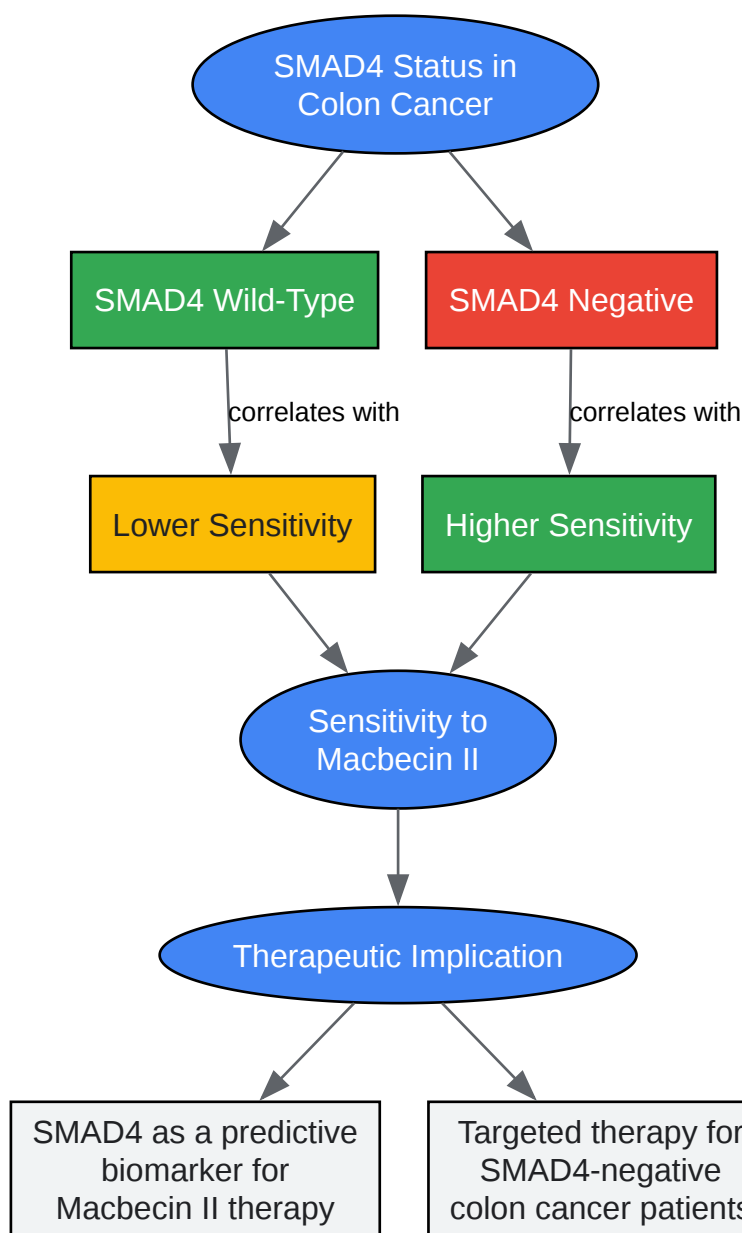 SMAD4 Status in
Colon Cancer
SMAD4 Wild-Type
SMAD4 Negative
correlates with
correlates with
Lower Sensitivity
Higher Sensitivity
Sensitivity to
Macbecin II
Therapeutic Implication
SMAD4 as a predictive
biomarker for
Macbecin II therapy
Targeted therapy for
SMAD4-negative
colon cancer patients